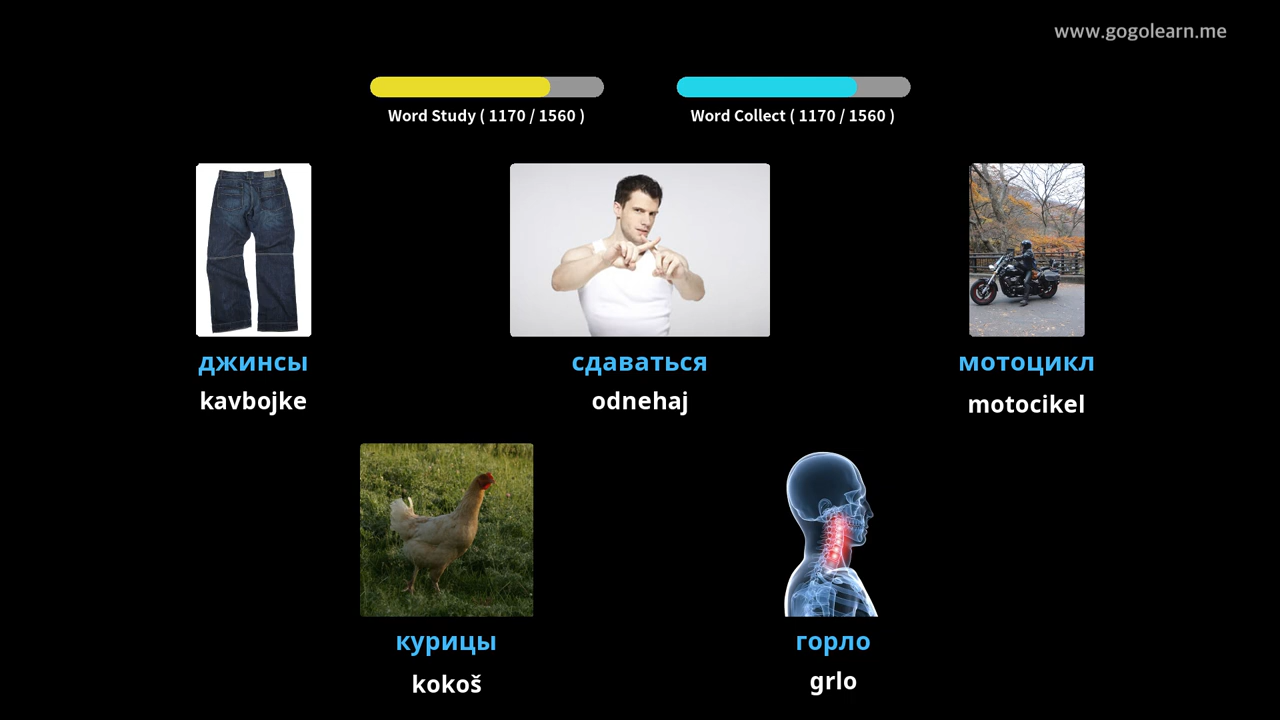 www.gogolearn.me
Word Study ( 1170 / 1560 )
Word Collect ( 1170 / 1560 )
джинсы
kavbojke
сдаваться
odnehaj
мотоцикл
motocikel
курицы
kokoš
горло
grlo